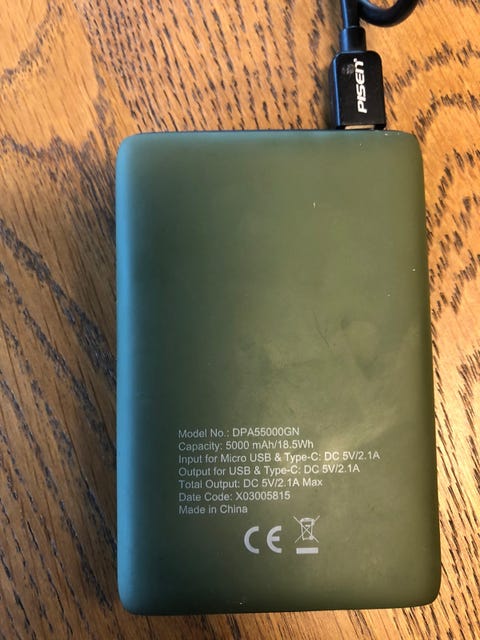 PISEN
Model No.: DPA55000GN
Capacity: 5000 mAh/18.5Wh
Input for Micro USB & Type-C: DC 5V/2.1A
Output for USB & Type-C: DC 5V/2.1A
Total Output: DC 5V/2.1A Max
Date Code: X03005815
Made in China
CE